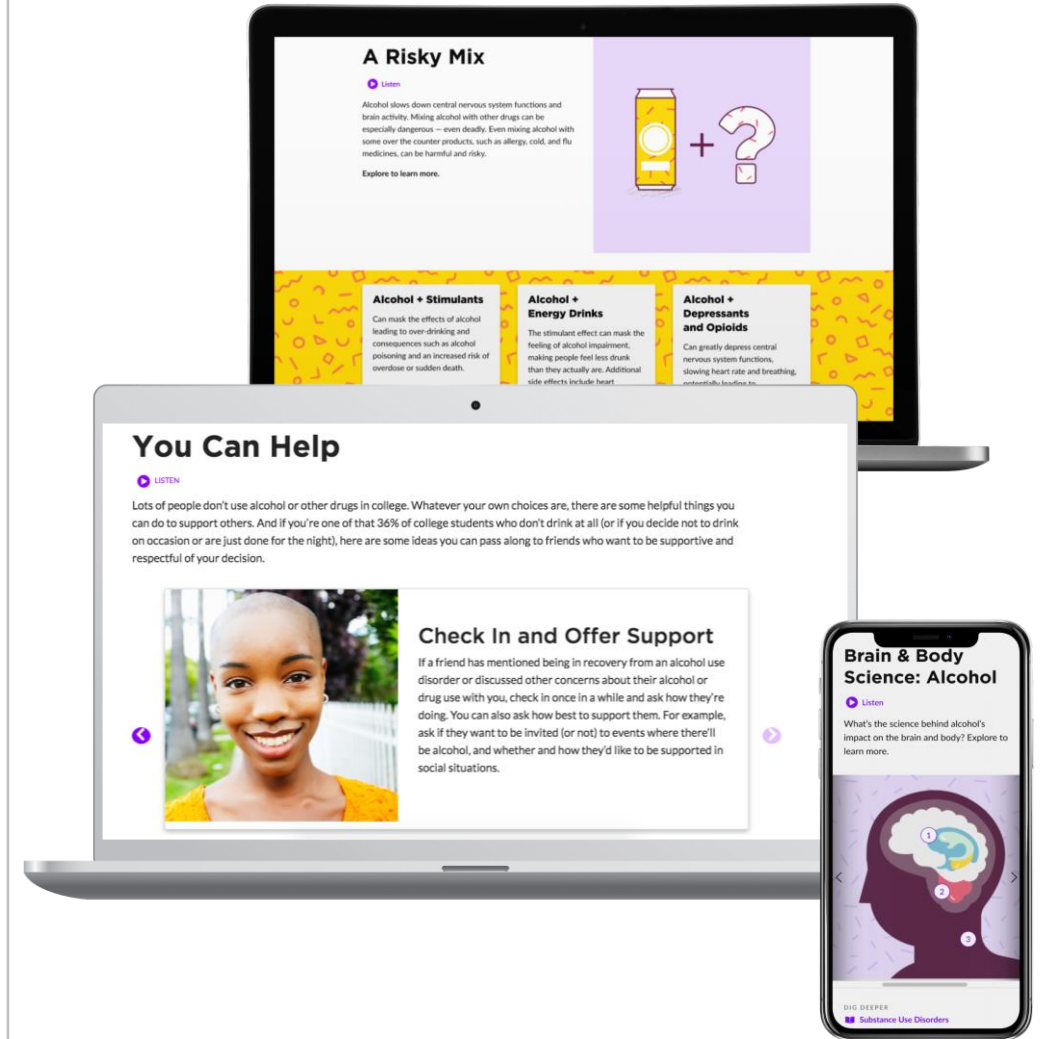 A Risky Mix
Listen
Alcohol slows down central nervous system functions and
brain activity. Mixing alcohol with other drugs can be
especially dangerous — even deadly. Even mixing alcohol with
some over the counter products, such as allergy, cold, and flu
medicines, can be harmful and risky.
Explore to learn more.
+ ?
Alcohol + Stimulants
Can mask the effects of alcohol
leading to over-drinking and
consequences such as alcohol
poisoning and an increased risk of
overdose or sudden death.
Alcohol +
Energy Drinks
The stimulant effect can mask the
feeling of alcohol impairment,
making people feel less drunk
than they actually are. Additional
side effects include heart
Alcohol +
Depressants
and Opioids
Can greatly depress central
nervous system functions,
slowing heart rate and breathing,
potentially leading to
You Can Help
LISTEN
Lots of people don't use alcohol or other drugs in college. Whatever your own choices are, there are some helpful things you
can do to support others. And if you're one of that 36% of college students who don't drink at all (or if you decide not to drink
on occasion or are just done for the night), here are some ideas you can pass along to friends who want to be supportive and
respectful of your decision.
Check In and Offer Support
If a friend has mentioned being in recovery from an alcohol use
disorder or discussed other concerns about their alcohol or
drug use with you, check in once in a while and ask how they're
doing. You can also ask how best to support them. For example,
ask if they want to be invited (or not) to events where there'll
be alcohol, and whether and how they'd like to be supported in
social situations.
Brain & Body
Science: Alcohol
Listen
What's the science behind alcohol's
impact on the brain and body? Explore to
learn more.
1
2
3
DIG DEEPER
Substance Use Disorders